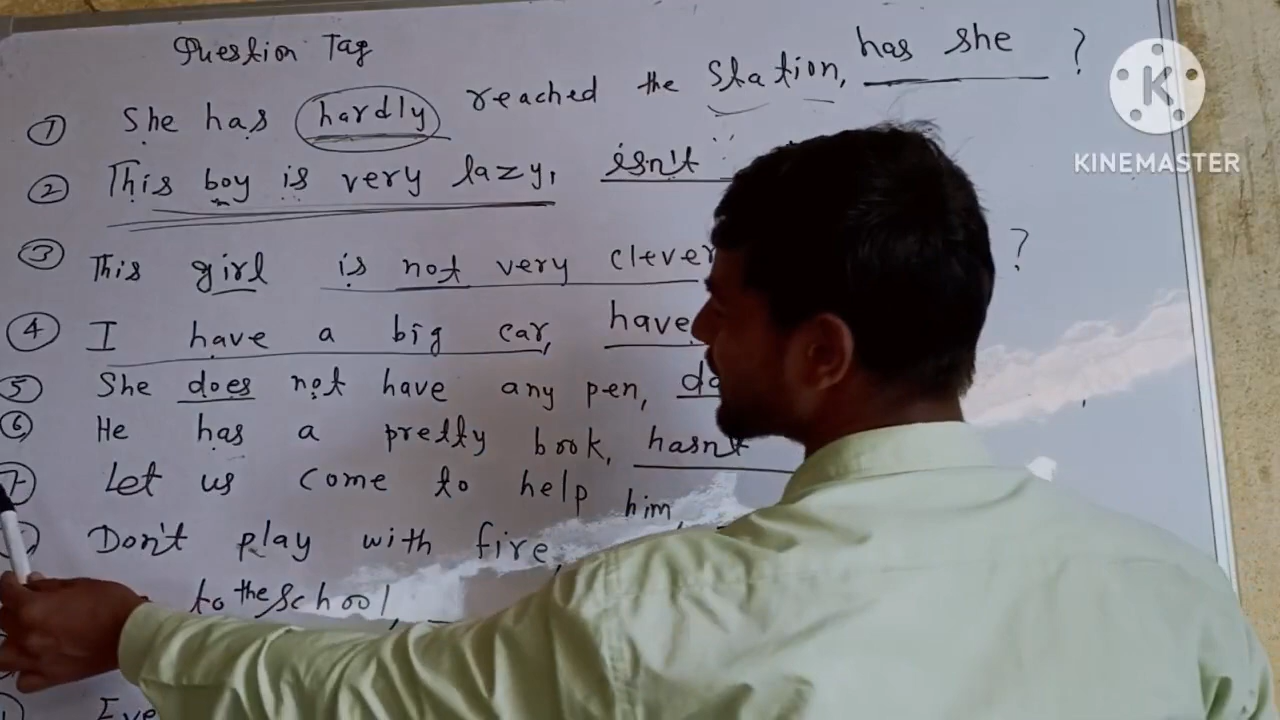 Question Tag
① She has hardly reached the station, has she ?
② This boy is very lazy, isn't
③ This girl is not very clever ?
④ I have a big car, have
⑤ She does not have any pen, do
⑥ He has a pretty book, hasn't
⑦ Let us come to help him,
Don't play with fire,
to the school,
Eve
KINEMASTER